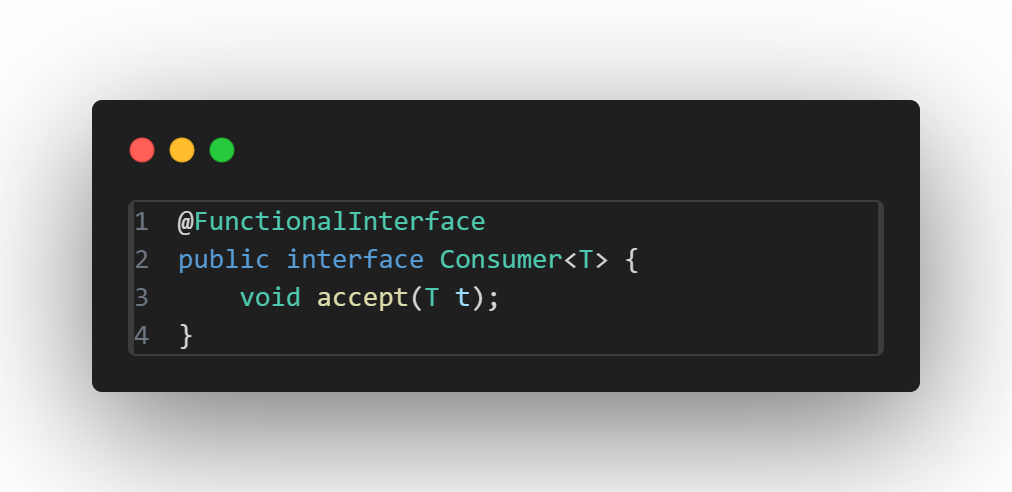 1 @FunctionalInterface
2 public interface Consumer<T> {
3     void accept(T t);
4 }